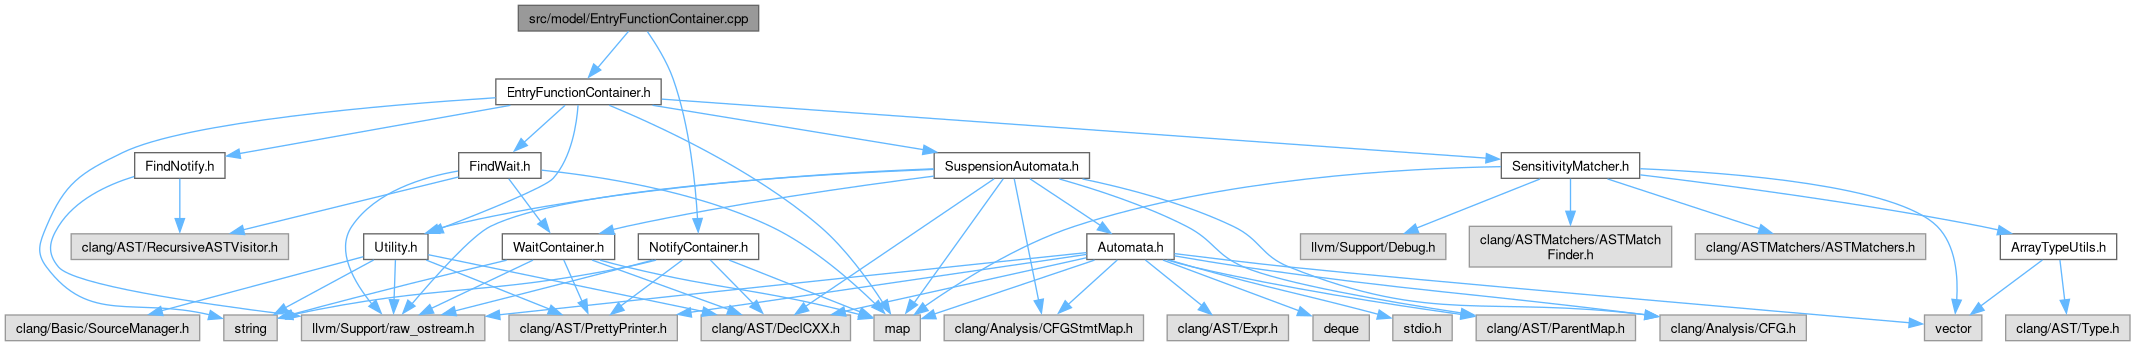 src/model/EntryFunctionContainer.cpp
EntryFunctionContainer.h
FindNotify.h
FindWait.h
SuspensionAutomata.h
SensitivityMatcher.h
clang/AST/RecursiveASTVisitor.h
Utility.h
WaitContainer.h
NotifyContainer.h
Automata.h
llvm/Support/Debug.h
clang/ASTMatchers/ASTMatch
Finder.h
clang/ASTMatchers/ASTMatchers.h
ArrayTypeUtils.h
clang/Basic/SourceManager.h
string
llvm/Support/raw_ostream.h
clang/AST/PrettyPrinter.h
clang/AST/DeclCXX.h
map
clang/Analysis/CFGStmtMap.h
clang/AST/Expr.h
deque
stdio.h
clang/AST/ParentMap.h
clang/Analysis/CFG.h
vector
clang/AST/Type.h